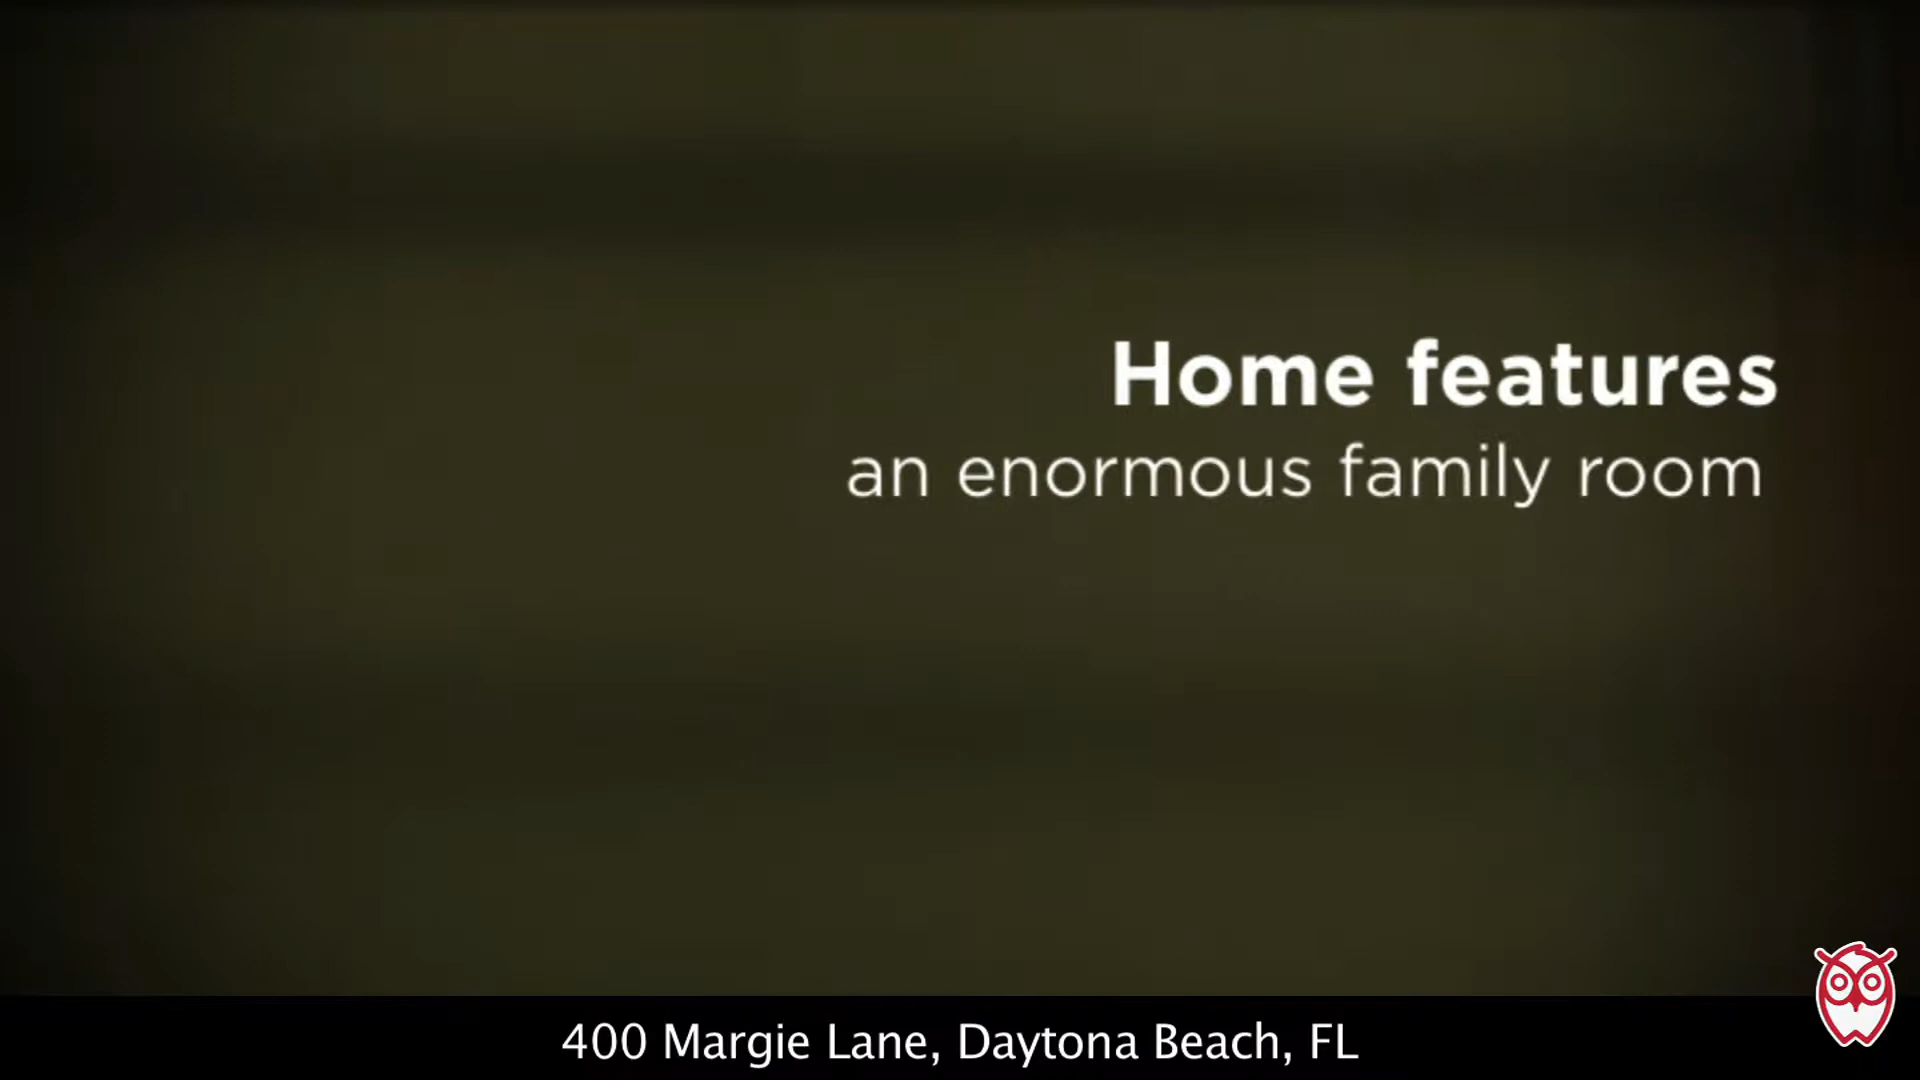 Home features
an enormous family room
400 Margie Lane, Daytona Beach, FL